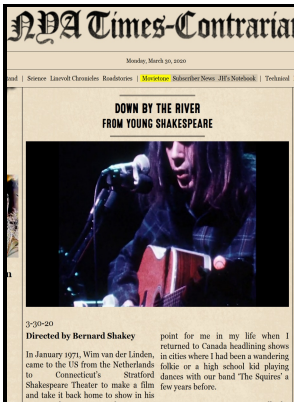 NYA Times-Contrarian
Monday, March 30, 2020
and | Science Linevolt Chronicles Roadstories | Movietone Subscriber News JH's Notebook | Technical
DOWN BY THE RIVER
FROM YOUNG SHAKESPEARE
n
3-30-20
Directed by Bernard Shakey
In January 1971, Wim van der Linden,
came to the US from the Netherlands
to Connecticut's Stratford
Shakespeare Theater to make a film
and take it back home to show in his
point for me in my life when I
returned to Canada headlining shows
in cities where I had been a wandering
folkie or a high school kid playing
dances with our band 'The Squires' a
few years before.